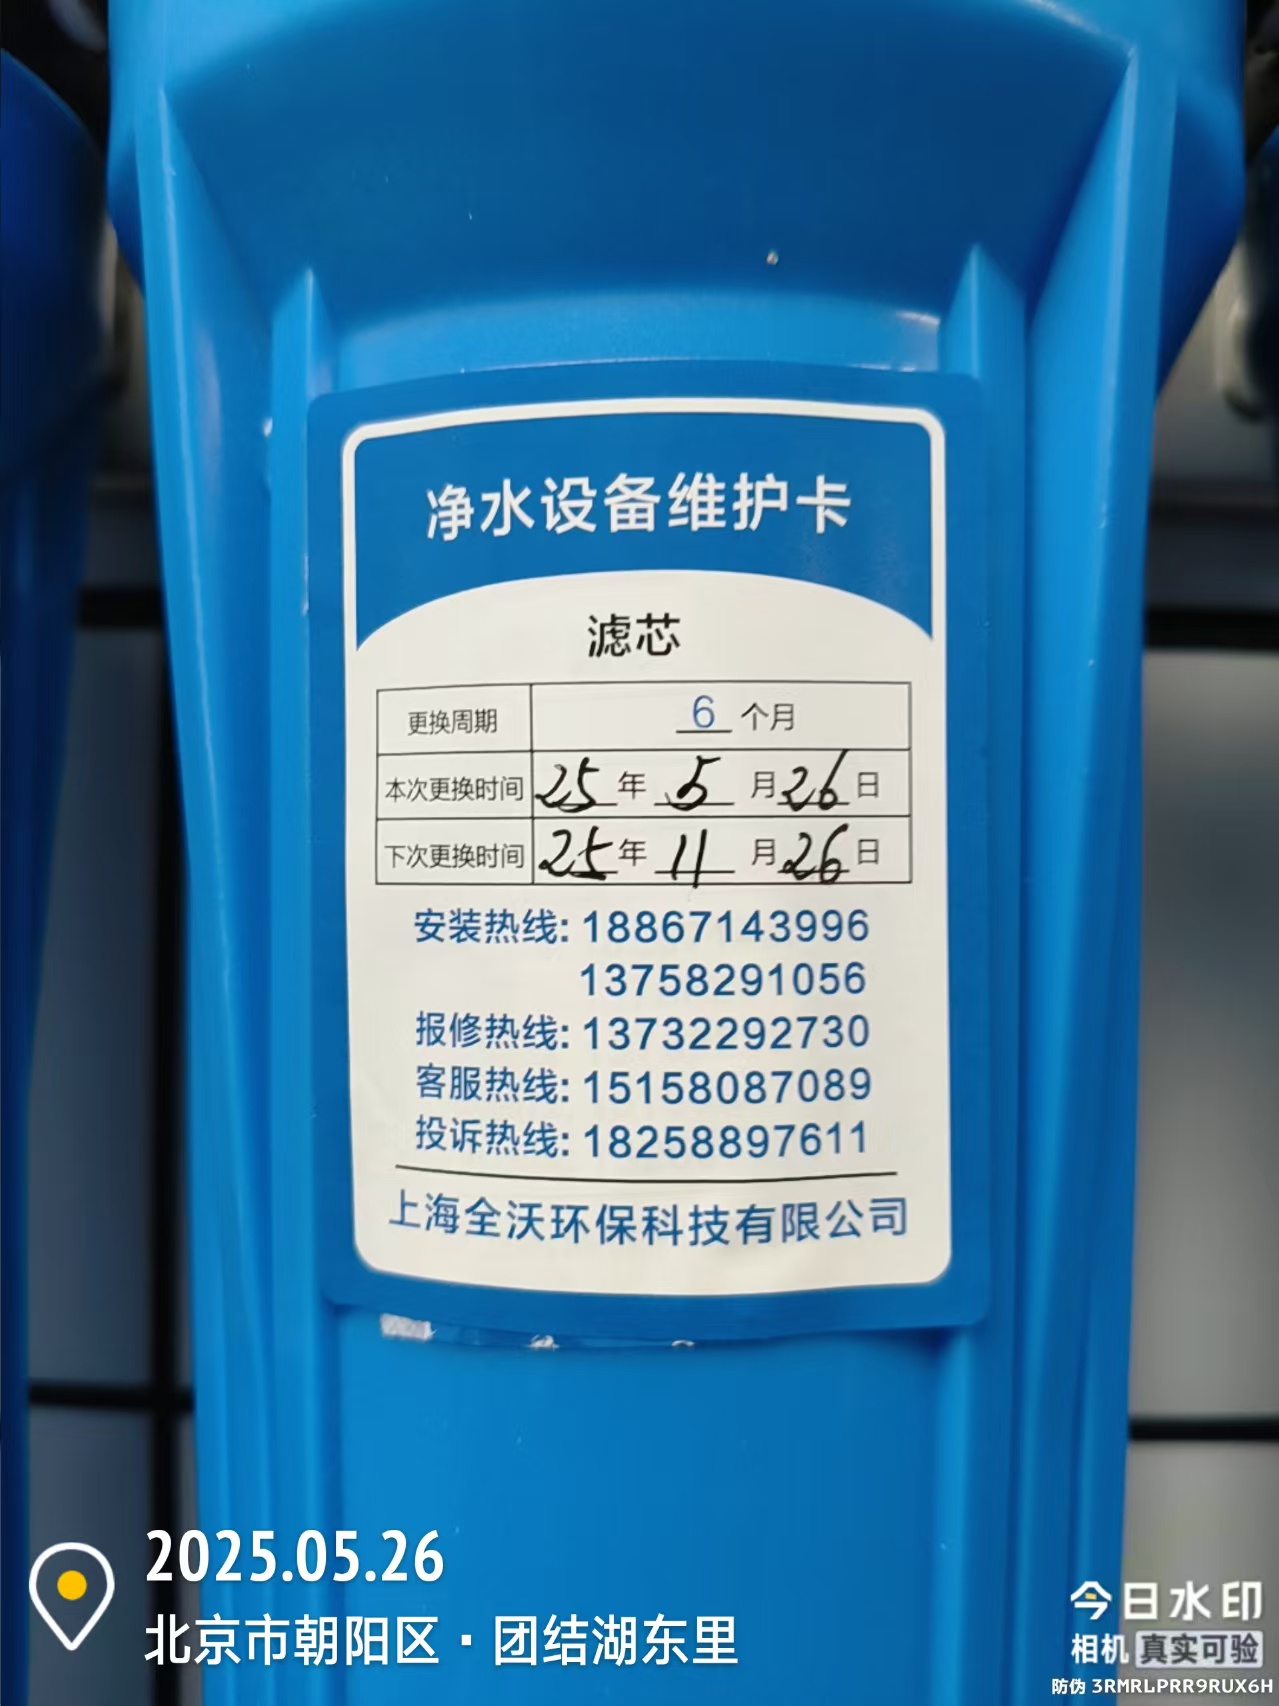 净水设备维护卡
滤芯
更换周期 6 个月
本次更换时间 25 年 5 月 26 日
下次更换时间 25 年 11 月 26 日
安装热线: 18867143996
13758291056
报修热线: 13732292730
客服热线: 15158087089
投诉热线: 18258897611
上海全沃环保科技有限公司
2025.05.26
北京市朝阳区·团结湖东里
今日水印
相机 真实可验
防伪 3RMRLPRR9RUX6H